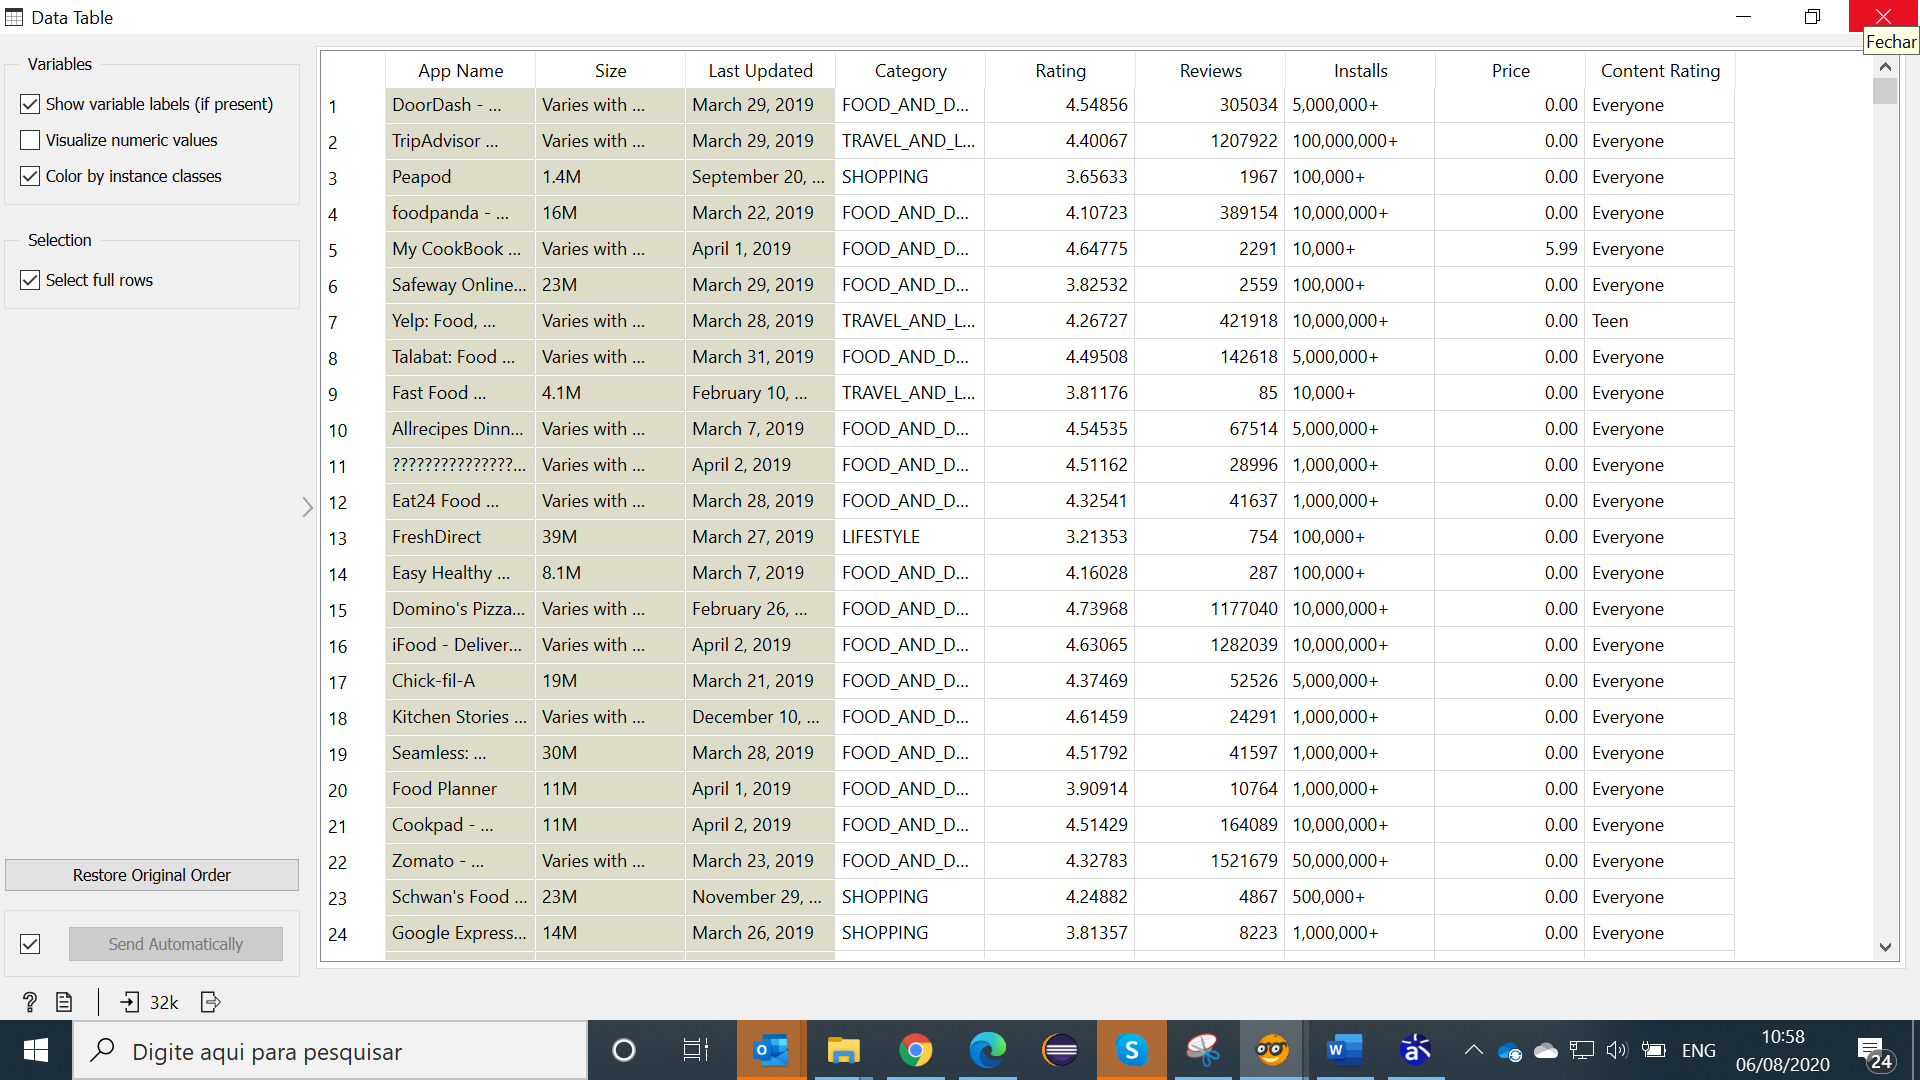 Data Table
Fechar
Variables
Show variable labels (if present)
Visualize numeric values
Color by instance classes
Selection
Select full rows
Restore Original Order
Send Automatically
32k
App Name Size Last Updated Category Rating Reviews Installs Price Content Rating
1 DoorDash - ... Varies with ... March 29, 2019 FOOD_AND_D... 4.54856 305034 5,000,000+ 0.00 Everyone
2 TripAdvisor ... Varies with ... March 29, 2019 TRAVEL_AND_L... 4.40067 1207922 100,000,000+ 0.00 Everyone
3 Peapod 1.4M September 20, ... SHOPPING 3.65633 1967 100,000+ 0.00 Everyone
4 foodpanda - ... 16M March 22, 2019 FOOD_AND_D... 4.10723 389154 10,000,000+ 0.00 Everyone
5 My CookBook ... Varies with ... April 1, 2019 FOOD_AND_D... 4.64775 2291 10,000+ 5.99 Everyone
6 Safeway Online... 23M March 29, 2019 FOOD_AND_D... 3.82532 2559 100,000+ 0.00 Everyone
7 Yelp: Food, ... Varies with ... March 28, 2019 TRAVEL_AND_L... 4.26727 421918 10,000,000+ 0.00 Teen
8 Talabat: Food ... Varies with ... March 31, 2019 FOOD_AND_D... 4.49508 142618 5,000,000+ 0.00 Everyone
9 Fast Food ... 4.1M February 10, ... TRAVEL_AND_L... 3.81176 85 10,000+ 0.00 Everyone
10 Allrecipes Dinn... Varies with ... March 7, 2019 FOOD_AND_D... 4.54535 67514 5,000,000+ 0.00 Everyone
11 ???????????????... Varies with ... April 2, 2019 FOOD_AND_D... 4.51162 28996 1,000,000+ 0.00 Everyone
12 Eat24 Food ... Varies with ... March 28, 2019 FOOD_AND_D... 4.32541 41637 1,000,000+ 0.00 Everyone
13 FreshDirect 39M March 27, 2019 LIFESTYLE 3.21353 754 100,000+ 0.00 Everyone
14 Easy Healthy ... 8.1M March 7, 2019 FOOD_AND_D... 4.16028 287 100,000+ 0.00 Everyone
15 Domino's Pizza... Varies with ... February 26, ... FOOD_AND_D... 4.73968 1177040 10,000,000+ 0.00 Everyone
16 iFood - Deliver... Varies with ... April 2, 2019 FOOD_AND_D... 4.63065 1282039 10,000,000+ 0.00 Everyone
17 Chick-fil-A 19M March 21, 2019 FOOD_AND_D... 4.37469 52526 5,000,000+ 0.00 Everyone
18 Kitchen Stories ... Varies with ... December 10, ... FOOD_AND_D... 4.61459 24291 1,000,000+ 0.00 Everyone
19 Seamless: ... 30M March 28, 2019 FOOD_AND_D... 4.51792 41597 1,000,000+ 0.00 Everyone
20 Food Planner 11M April 1, 2019 FOOD_AND_D... 3.90914 10764 1,000,000+ 0.00 Everyone
21 Cookpad - ... 11M April 2, 2019 FOOD_AND_D... 4.51429 164089 10,000,000+ 0.00 Everyone
22 Zomato - ... Varies with ... March 23, 2019 FOOD_AND_D... 4.32783 1521679 50,000,000+ 0.00 Everyone
23 Schwan's Food ... 23M November 29, ... SHOPPING 4.24882 4867 500,000+ 0.00 Everyone
24 Google Express... 14M March 26, 2019 SHOPPING 3.81357 8223 1,000,000+ 0.00 Everyone
Digite aqui para pesquisar
ENG
10:58
06/08/2020
24